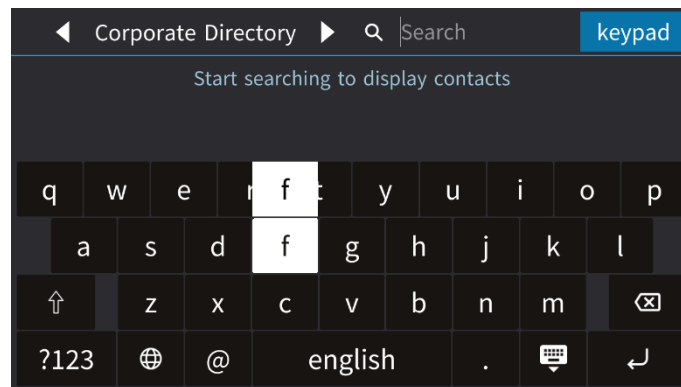 Corporate Directory Search keypad
Start searching to display contacts
q w e r f t y u i o p
a s d f g h j k l
z x c v b n m
?123 @ english .